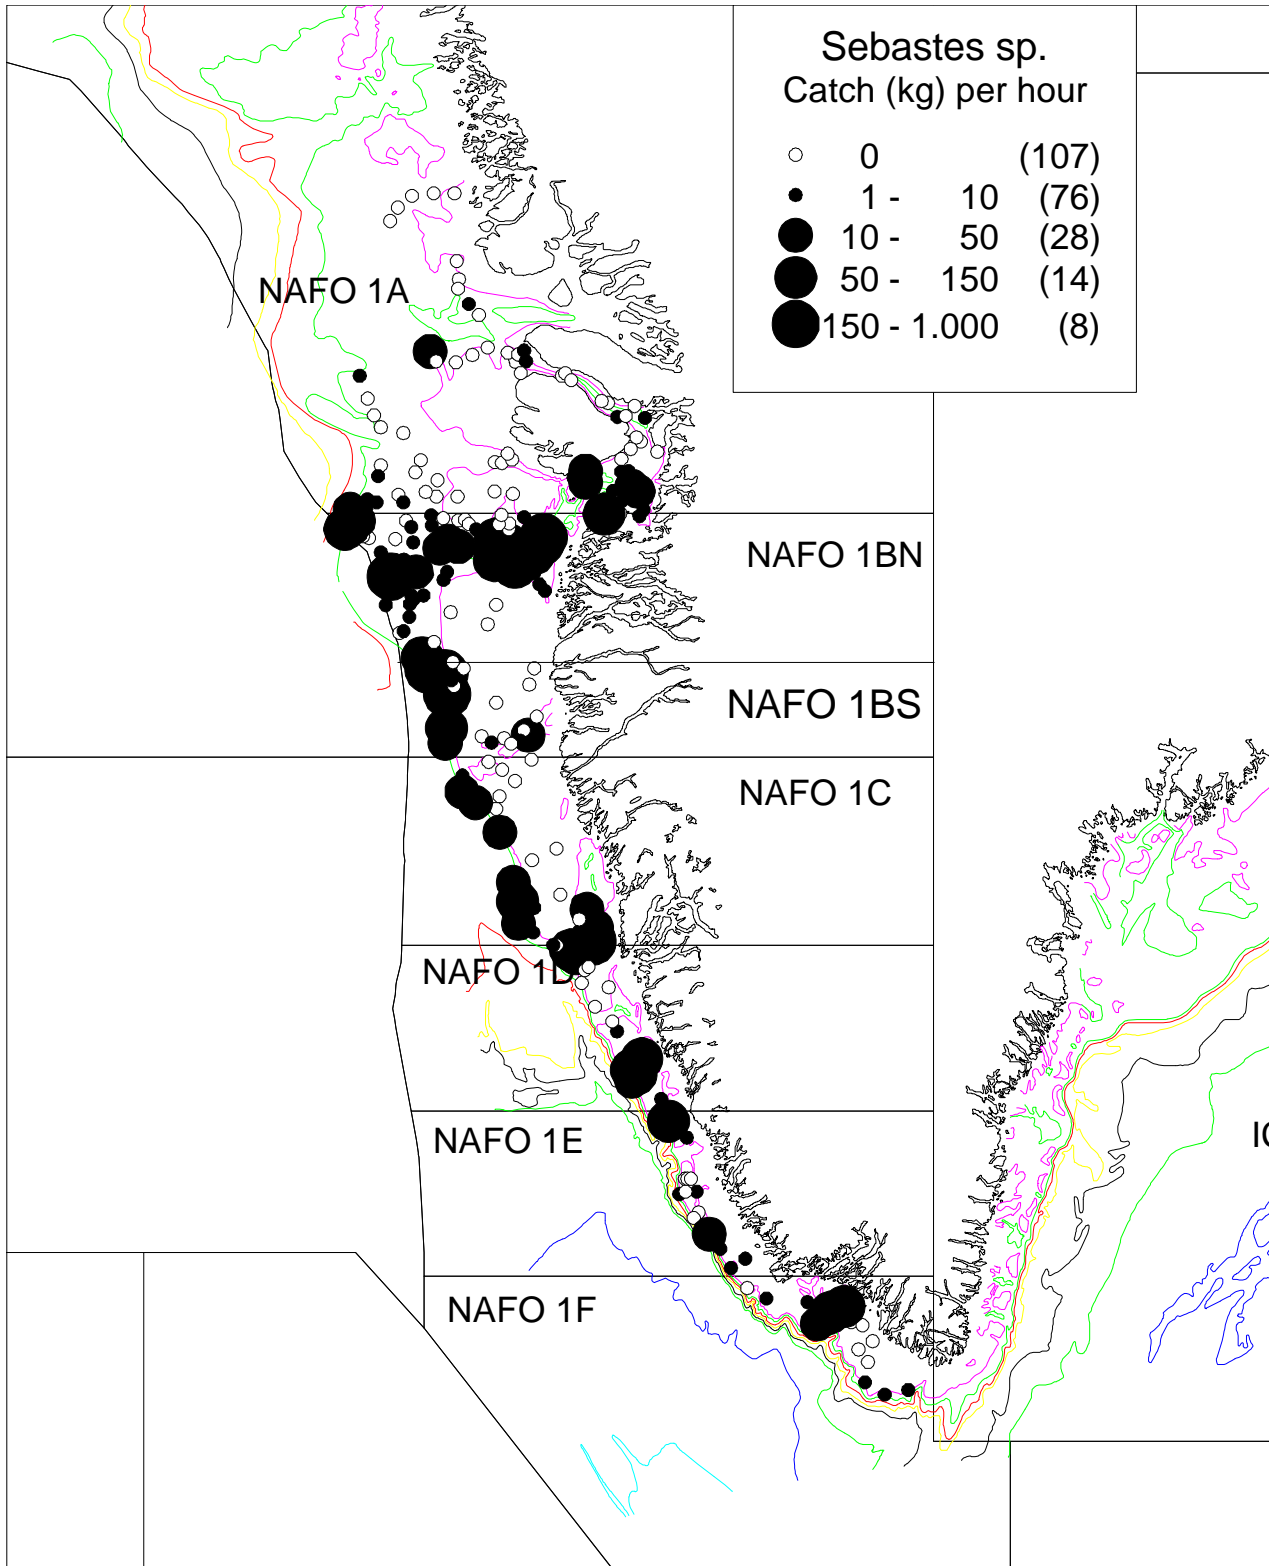 Sebastes sp.
Catch (kg) per hour
0 (107)
1 - 10 (76)
10 - 50 (28)
50 - 150 (14)
150 - 1.000 (8)
NAFO 1A
NAFO 1BN
NAFO 1BS
NAFO 1C
NAFO 1D
NAFO 1E
NAFO 1F